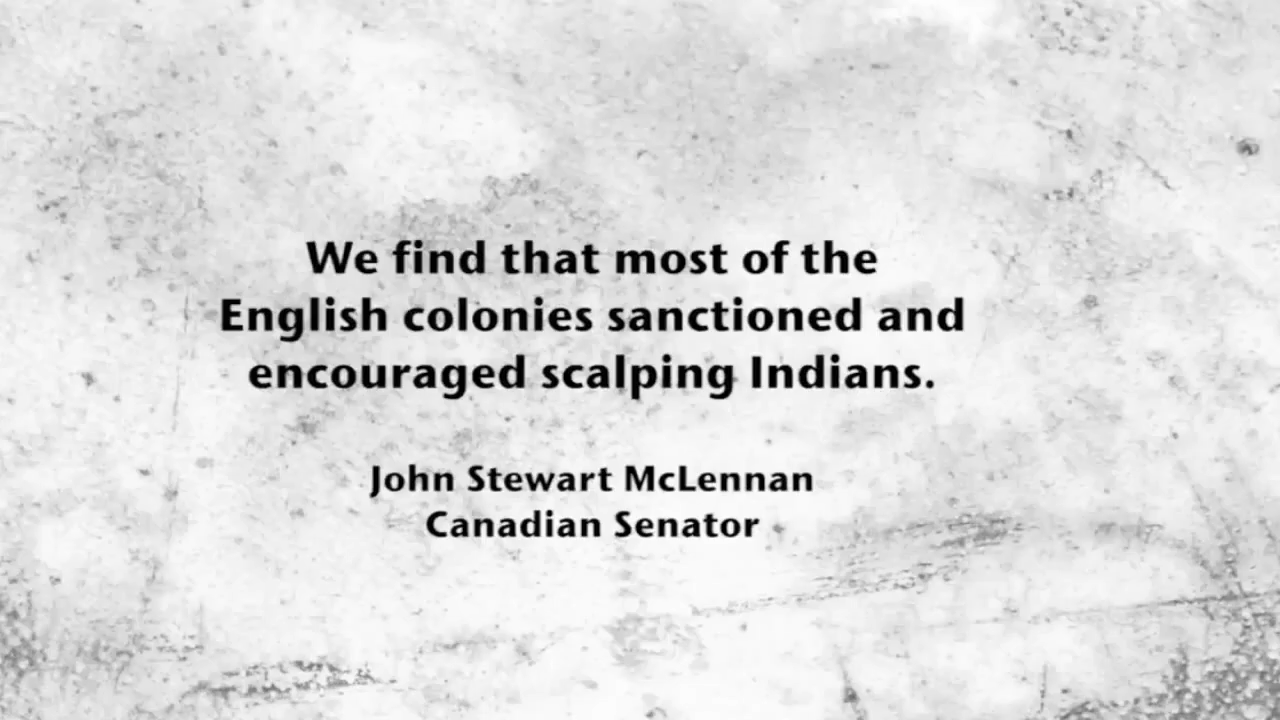 We find that most of the
English colonies sanctioned and
encouraged scalping Indians.
John Stewart McLennan
Canadian Senator